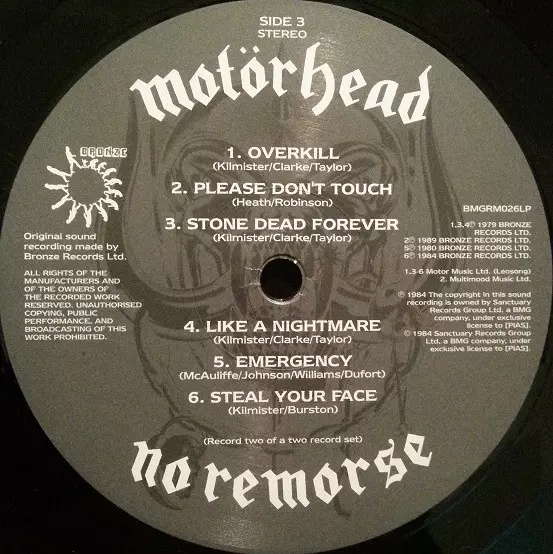 SIDE 3
STEREO
motörhead
1. OVERKILL
(Kilmister/Clarke/Taylor)
2. PLEASE DON'T TOUCH
(Heath/Robinson)
3. STONE DEAD FOREVER
(Kilmister/Clarke/Taylor)
BRONZE
Original sound
recording made by
Bronze Records Ltd.
ALL RIGHTS OF THE
MANUFACTURERS AND
OF THE OWNERS OF
THE RECORDED WORK
RESERVED. UNAUTHORISED
COPYING, PUBLIC
PERFORMANCE, AND
BROADCASTING OF THIS
WORK PROHIBITED.
BMGRM026LP
1,3,4℗ 1979 BRONZE
RECORDS LTD.
2℗ 1989 BRONZE RECORDS LTD.
5℗ 1980 BRONZE RECORDS LTD.
6℗ 1984 BRONZE RECORDS LTD.
1,3-6 Motor Music Ltd. (Leosong)
2. Multimood Music Ltd.
℗ 1984 The copyright in this sound
recording is owned by Sanctuary
Records Group Ltd, a BMG
company, under exclusive
license to [PIAS].
© 1984 Sanctuary Records Group
Ltd, a BMG company, under
exclusive license to [PIAS].
4. LIKE A NIGHTMARE
(Kilmister/Clarke/Taylor)
5. EMERGENCY
(McAuliffe/Johnson/Williams/Dufort)
6. STEAL YOUR FACE
(Kilmister/Burston)
(Record two of a two record set)
no remorse